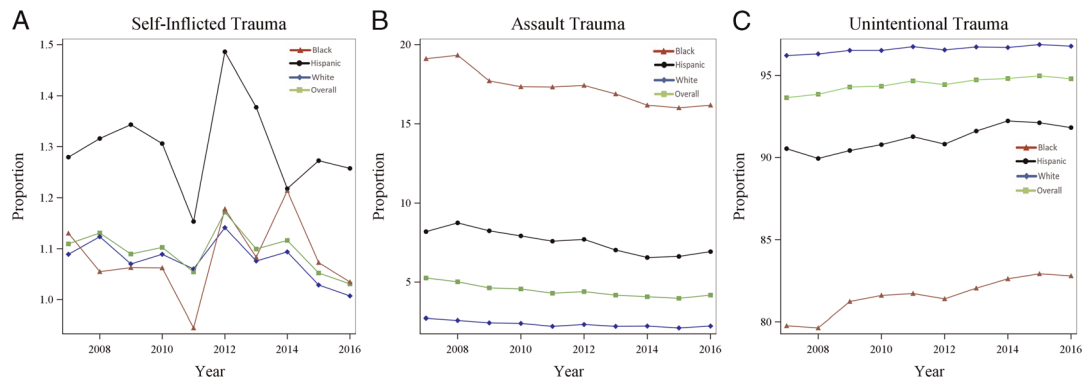 A
Self-Inflicted Trauma
1.5
1.4
1.3
1.2
1.1
1.0
Proportion
Black
Hispanic
White
Overall
2008 2010 2012 2014 2016
Year
B
Assault Trauma
20
15
10
5
Proportion
Black
Hispanic
White
Overall
2008 2010 2012 2014 2016
Year
C
Unintentional Trauma
95
90
85
80
Proportion
Black
Hispanic
White
Overall
2008 2010 2012 2014 2016
Year